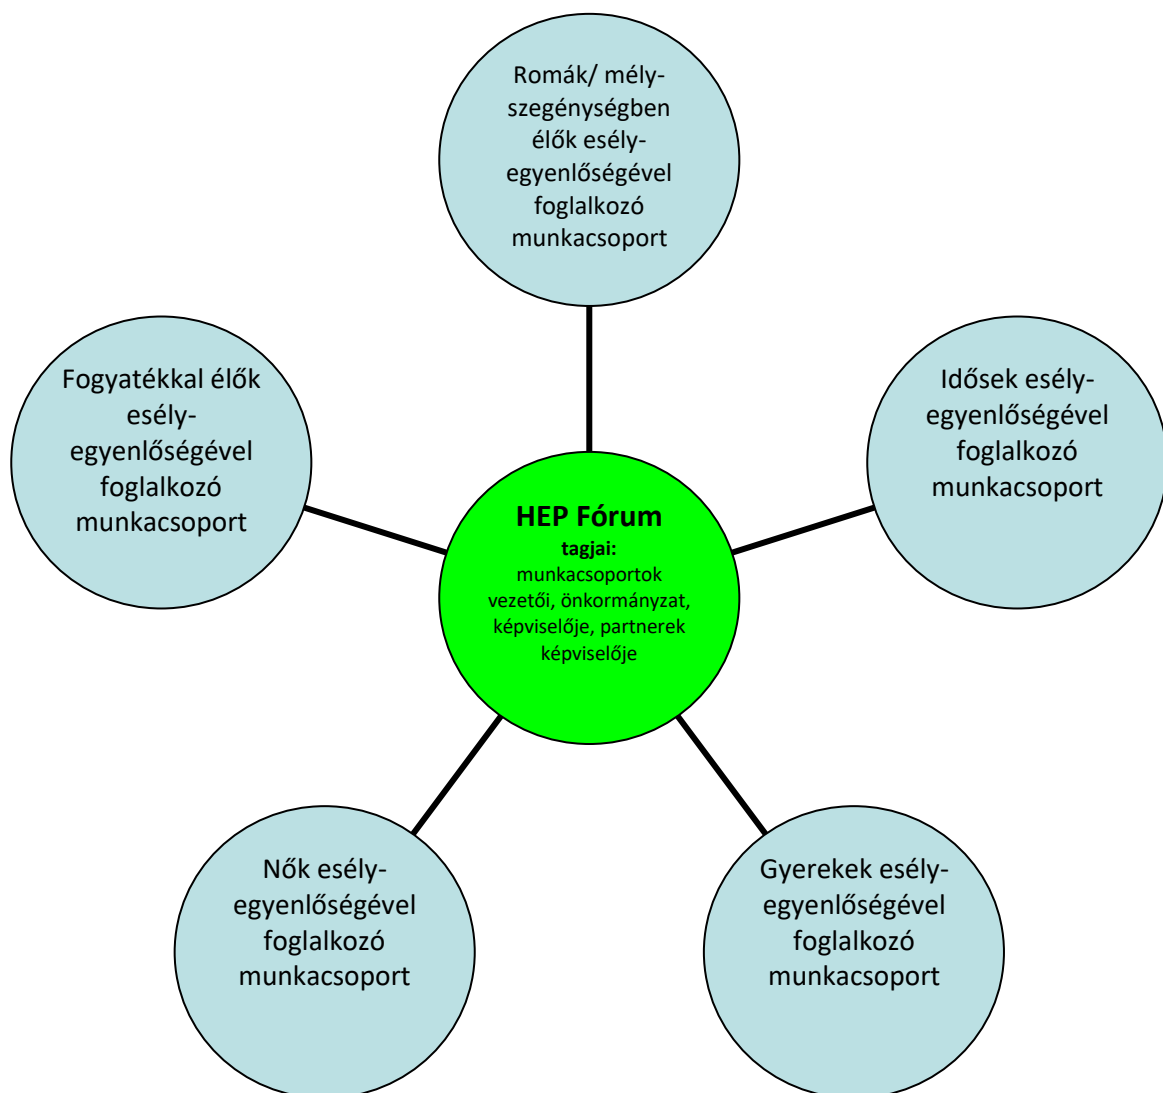 Romák/ mély-
szegénységben
élők esély-
egyenlőségével
foglalkozó
munkacsoport
Fogyatékkal élők
esély-
egyenlőségével
foglalkozó
munkacsoport
Idősek esély-
egyenlőségével
foglalkozó
munkacsoport
HEP Fórum
tagjai:
munkacsoportok
vezetői, önkormányzat,
képviselője, partnerek
képviselője
Nők esély-
egyenlőségével
foglalkozó
munkacsoport
Gyerekek esély-
egyenlőségével
foglalkozó
munkacsoport